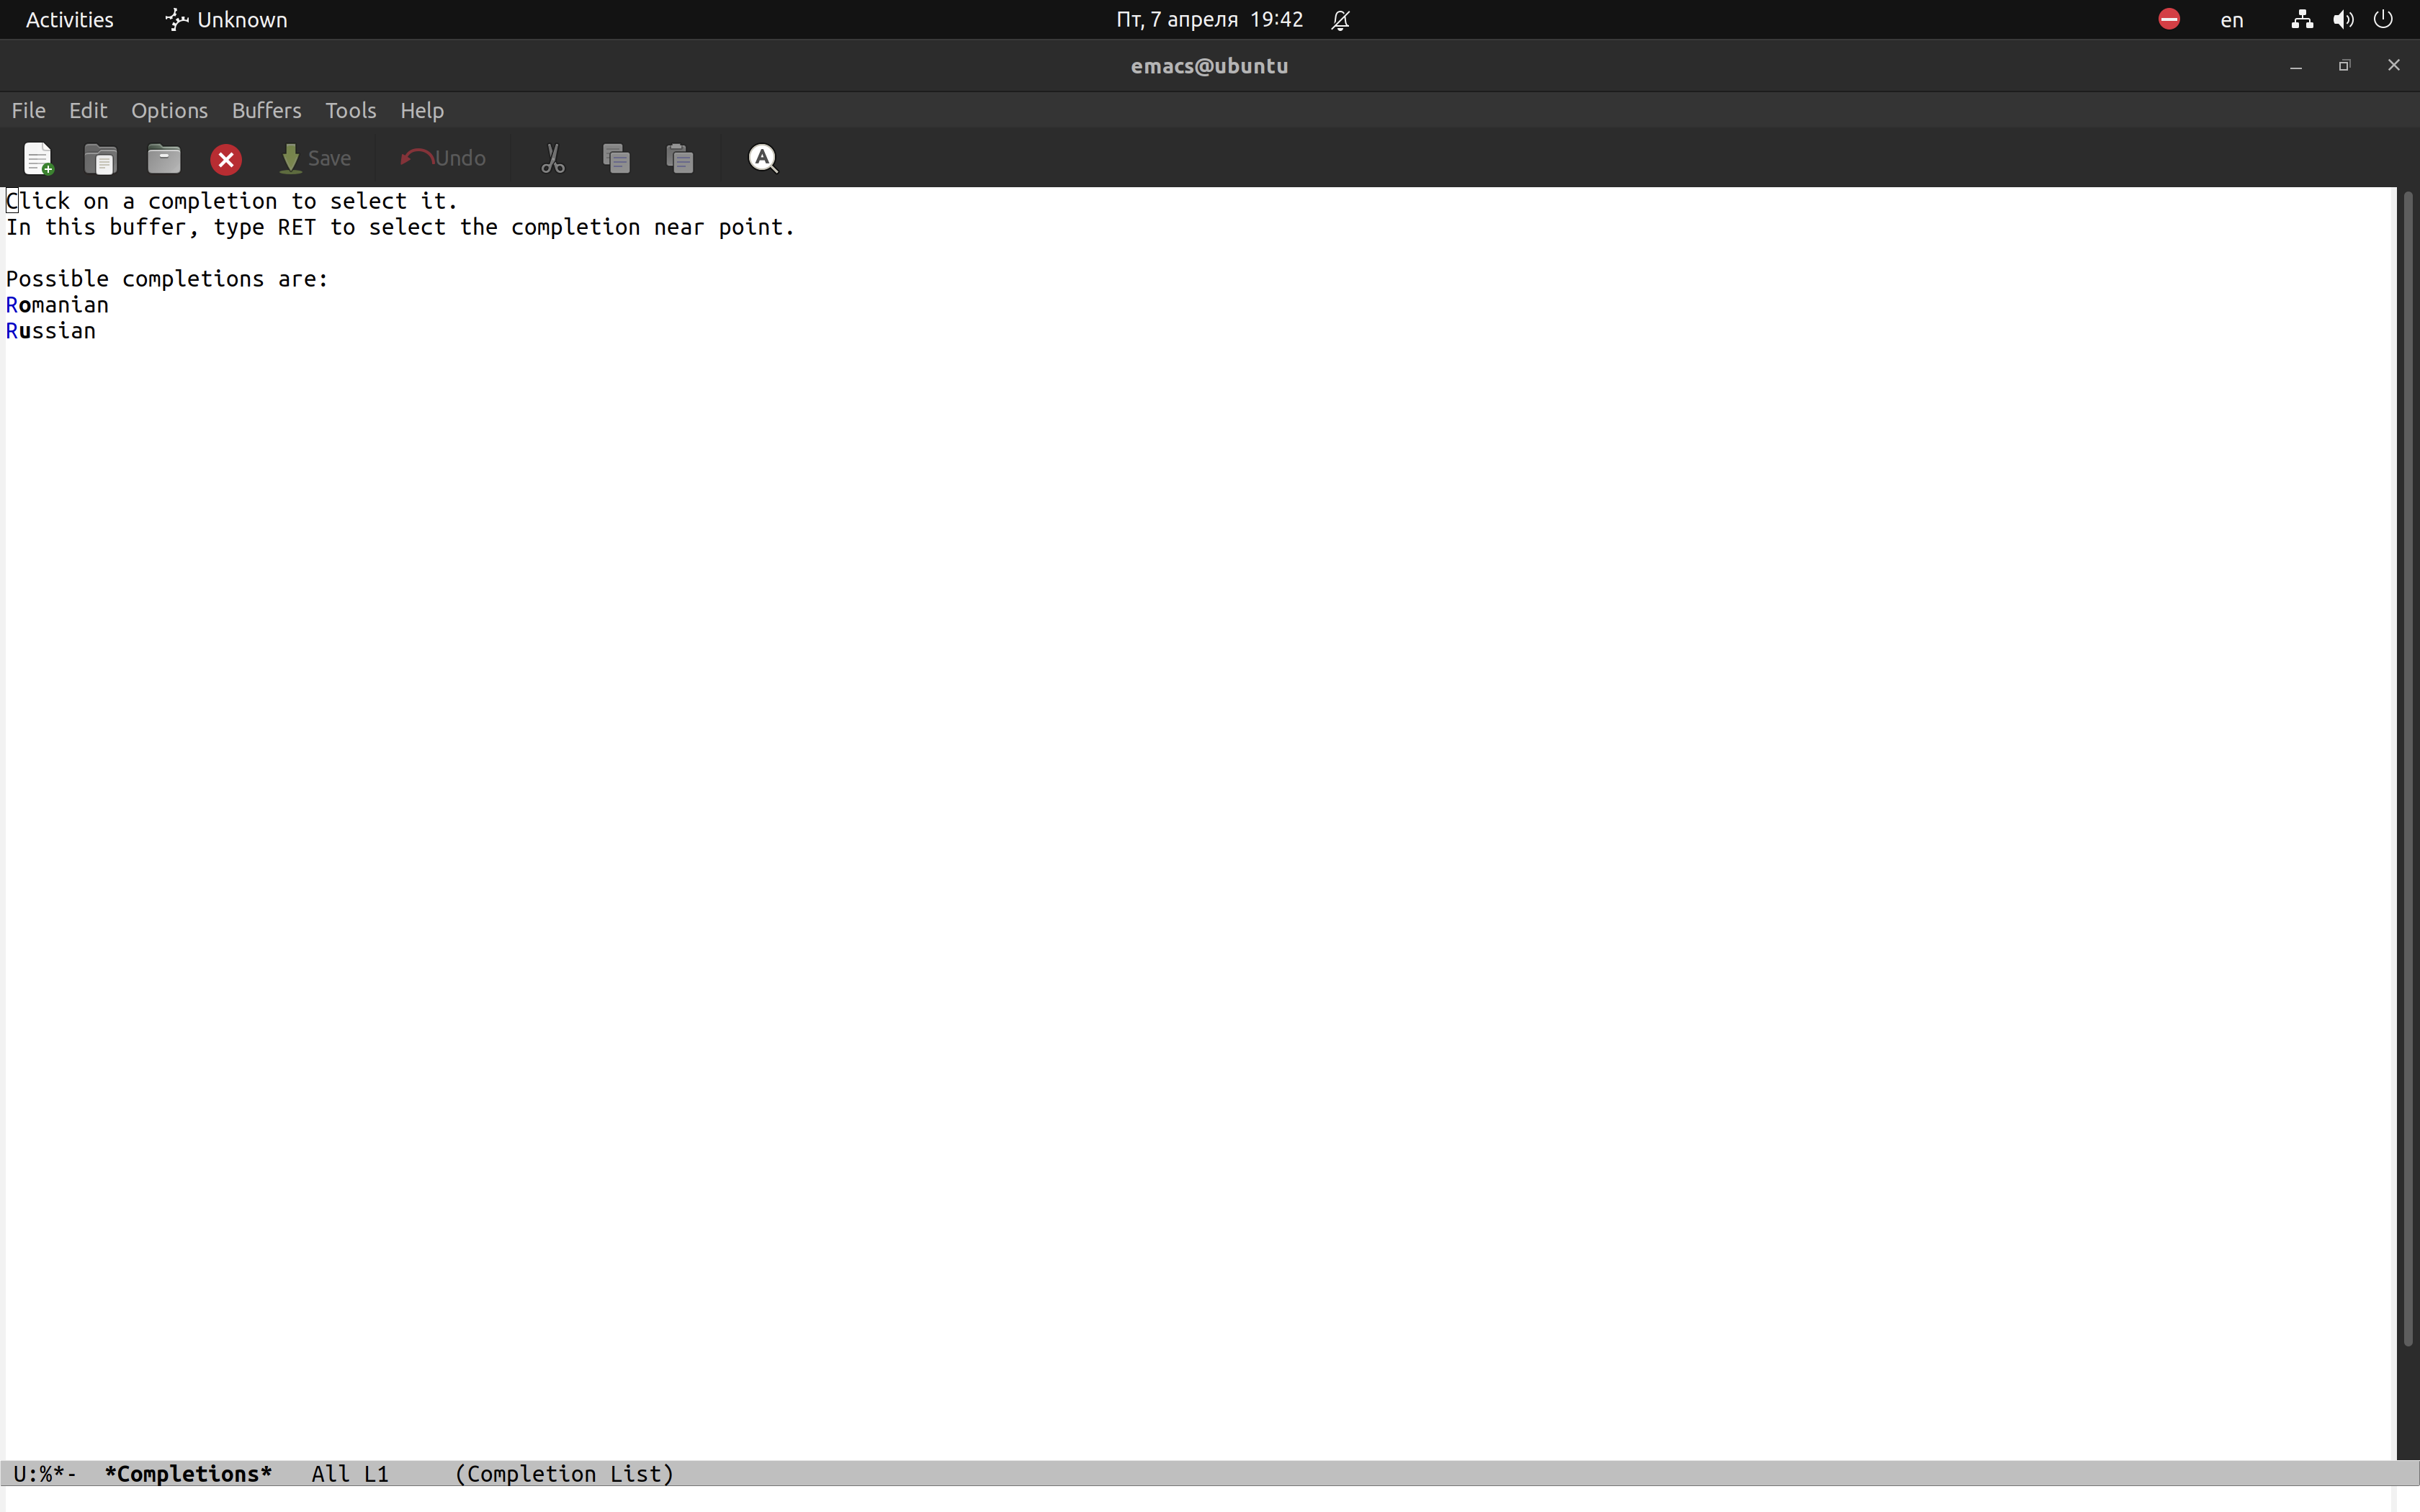 Activities Unknown Пт, 7 апреля 19:42 en
emacs@ubuntu
File Edit Options Buffers Tools Help
Save Undo
Click on a completion to select it.
In this buffer, type RET to select the completion near point.
Possible completions are:
Romanian
Russian
U:%*- *Completions* All L1 (Completion List)